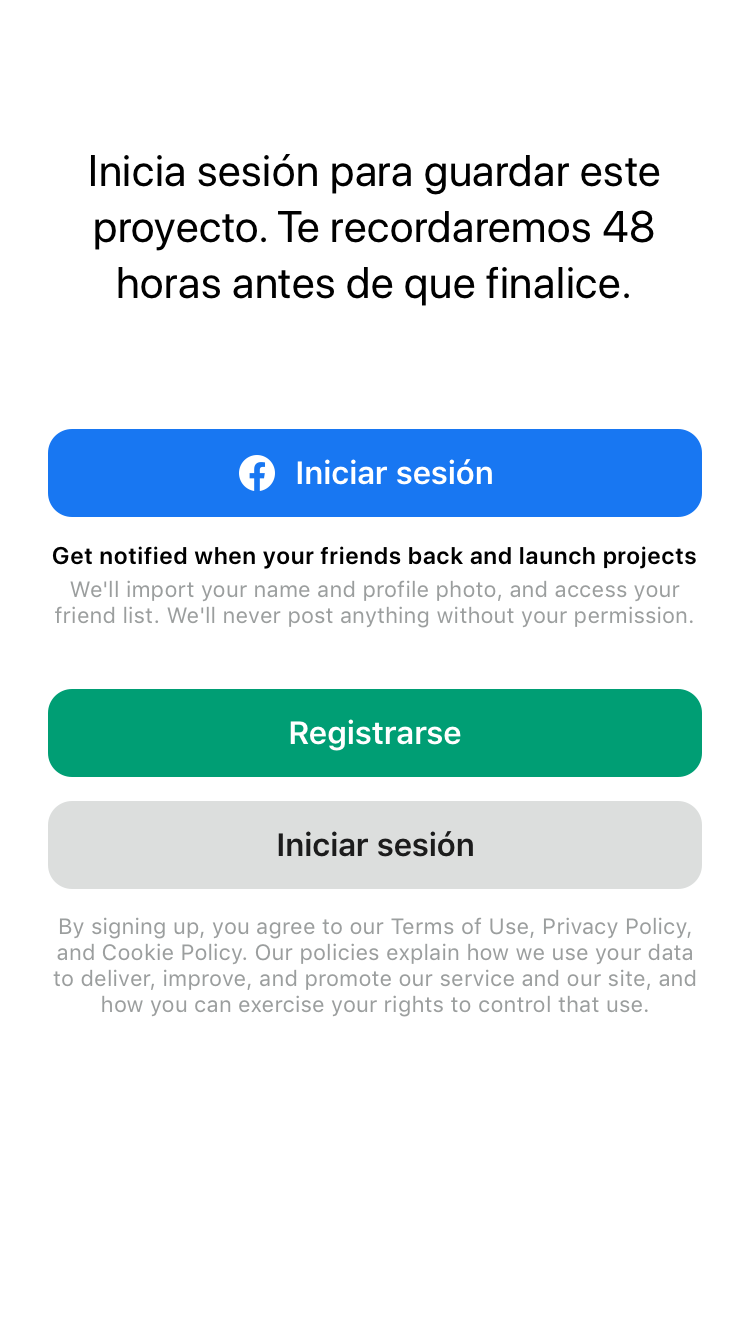 Inicia sesión para guardar este
proyecto. Te recordaremos 48
horas antes de que finalice.
Iniciar sesión
Get notified when your friends back and launch projects
We'll import your name and profile photo, and access your
friend list. We'll never post anything without your permission.
Registrarse
Iniciar sesión
By signing up, you agree to our Terms of Use, Privacy Policy,
and Cookie Policy. Our policies explain how we use your data
to deliver, improve, and promote our service and our site, and
how you can exercise your rights to control that use.